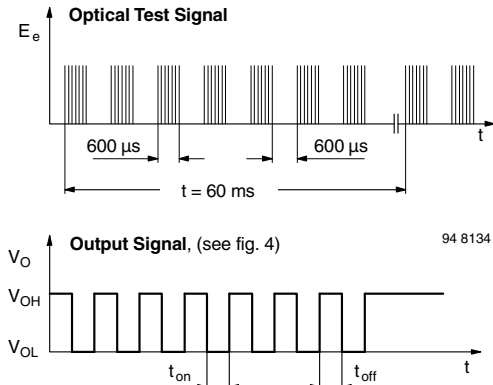 Optical Test Signal
E e
t
600 µs
600 µs
t = 60 ms
Output Signal, (see fig. 4)
94 8134
V O
V OH
V OL
t on
t off
t